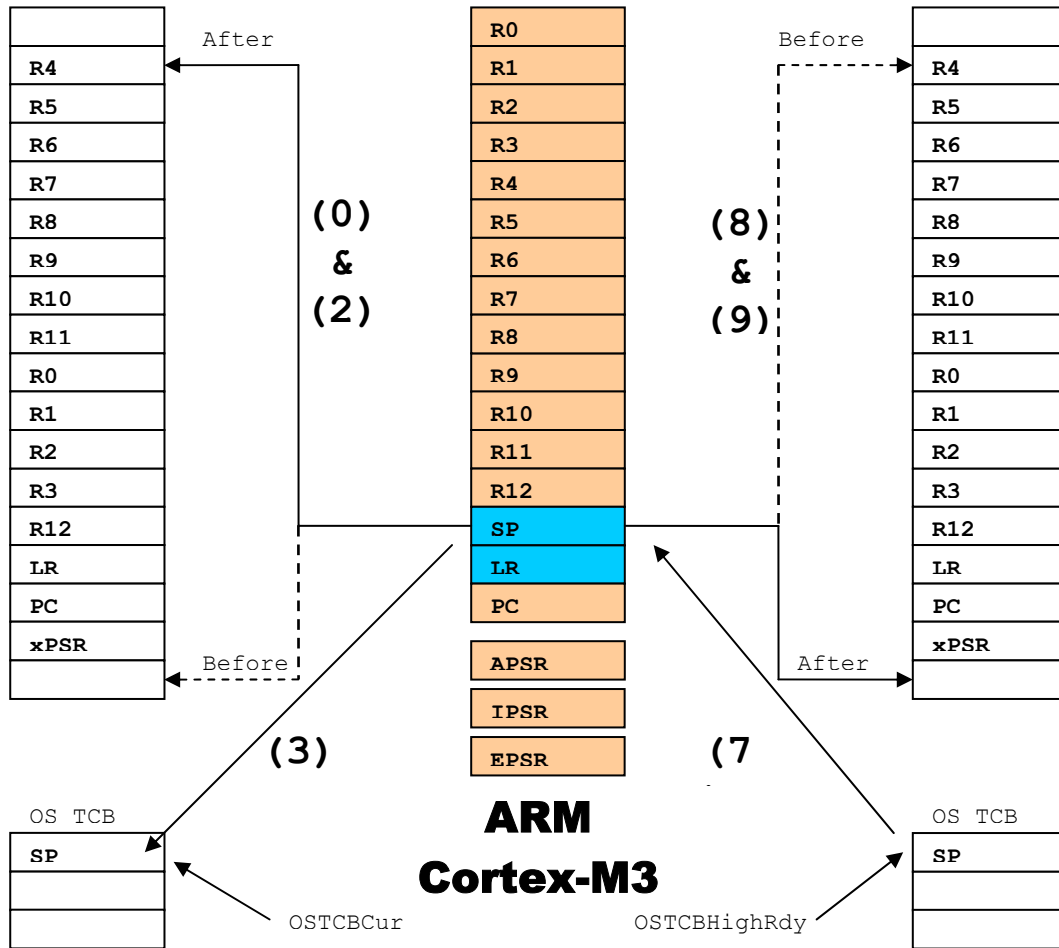 After
R4
R5
R6
R7
R8
R9
R10
R11
R0
R1
R2
R3
R12
LR
PC
xPSR
Before
(0)
&
(2)
(3)
OS TCB
SP
OSTCBCur
R0
R1
R2
R3
R4
R5
R6
R7
R8
R9
R10
R11
R12
SP
LR
PC
APSR
IPSR
EPSR
ARM
Cortex-M3
Before
R4
R5
R6
R7
R8
R9
R10
R11
R0
R1
R2
R3
R12
LR
PC
xPSR
After
(8)
&
(9)
(7
OS TCB
SP
OSTCBHighRdy